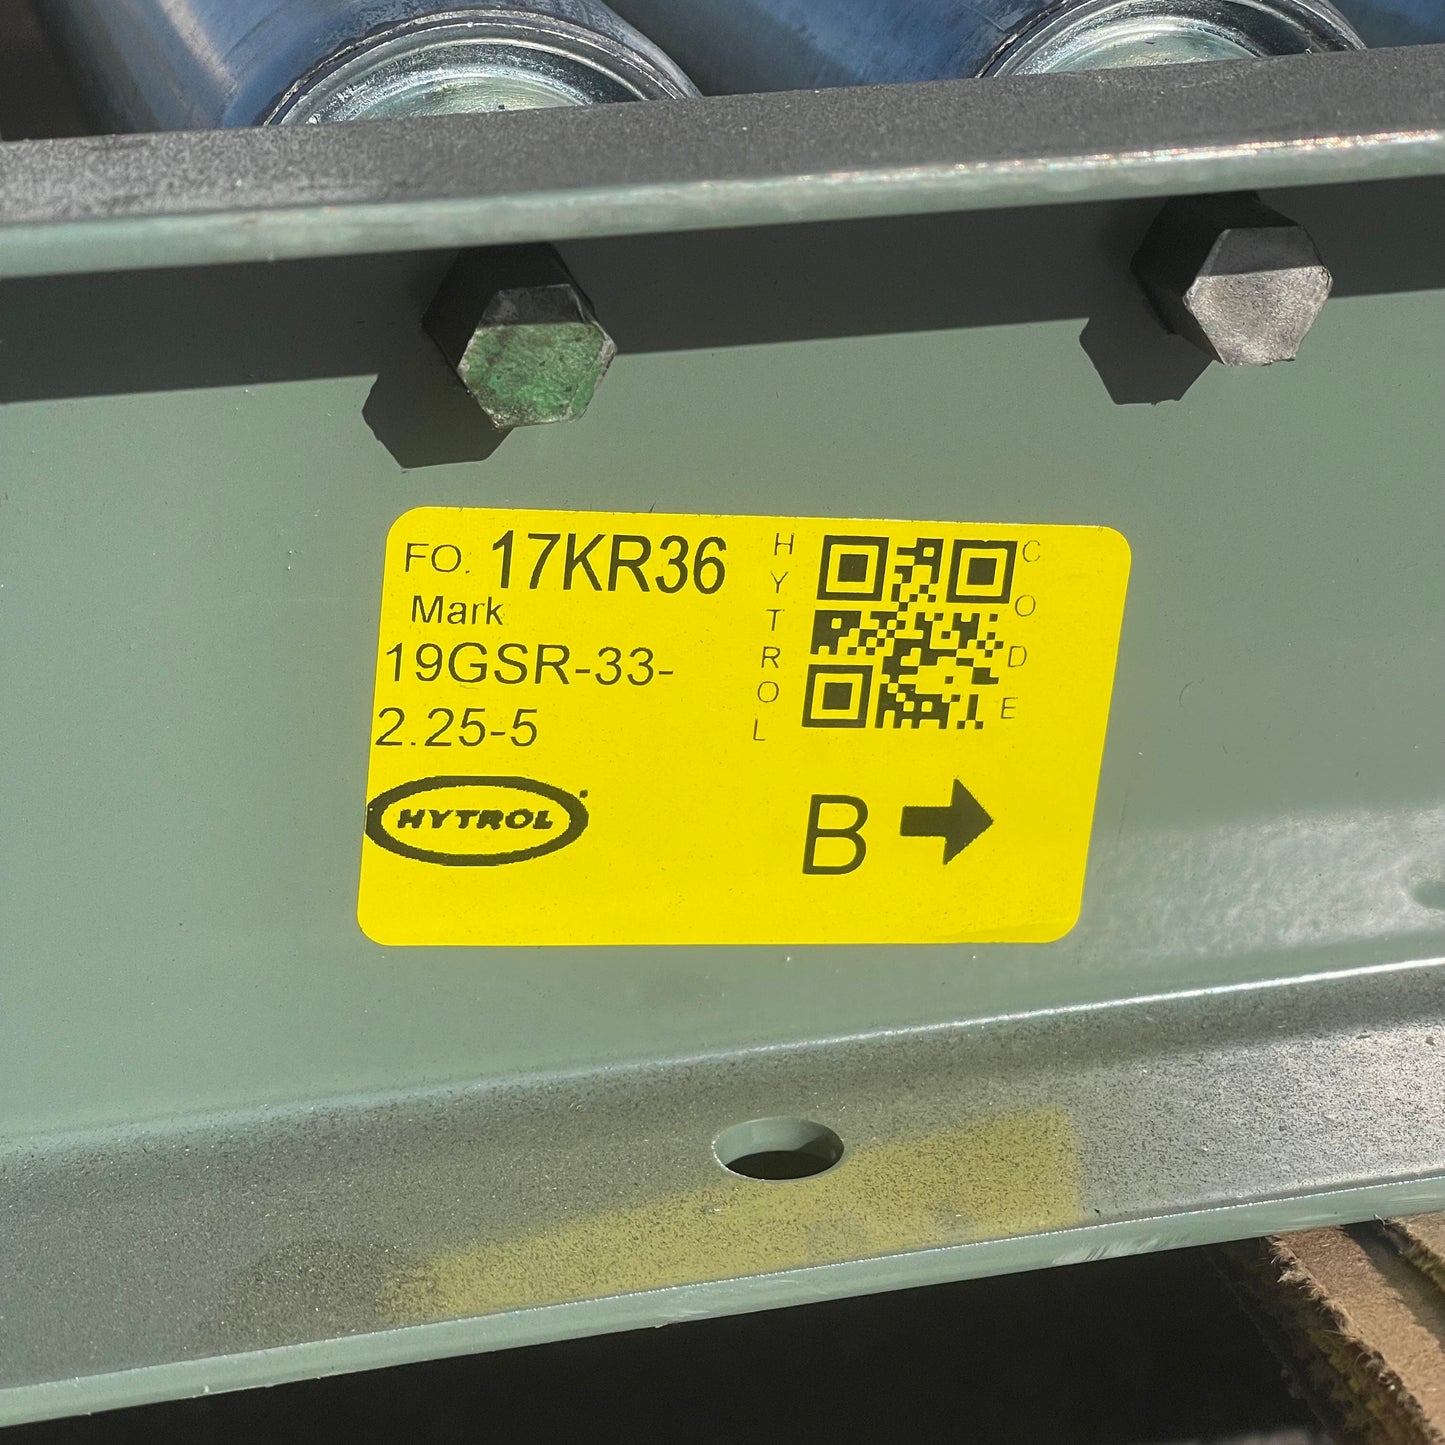 FO. 17KR36
Mark
19GSR-33-
2.25-5
HYTROL
HYTROL
CODE
B